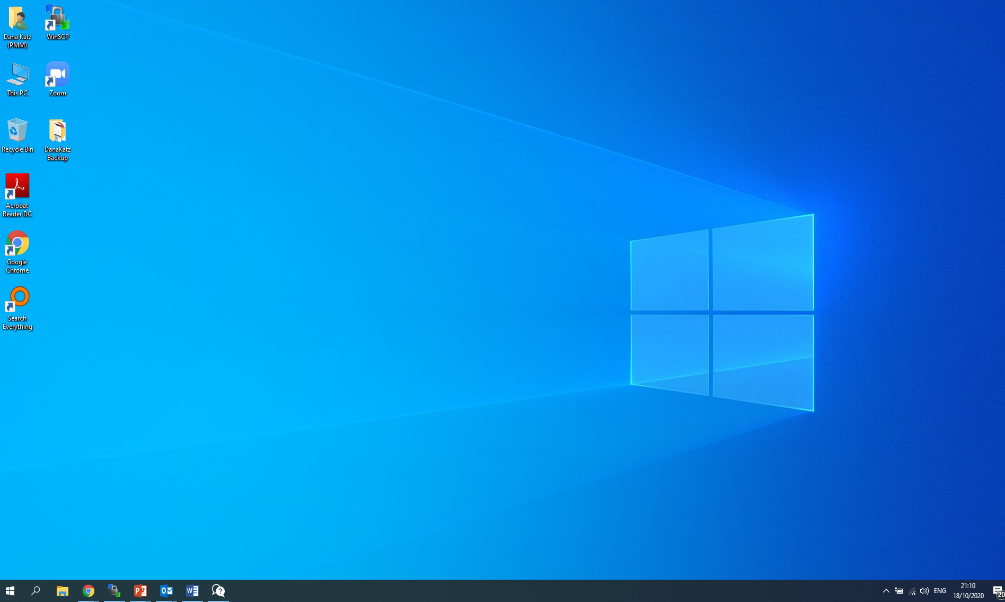 Dana Katz
(PMM)
WinSCP
This PC
Zoom
Recycle Bin
DanaKatz
Backup
Acrobat
Reader DC
Google
Chrome
Search
Everything
ENG
21:10
18/10/2020